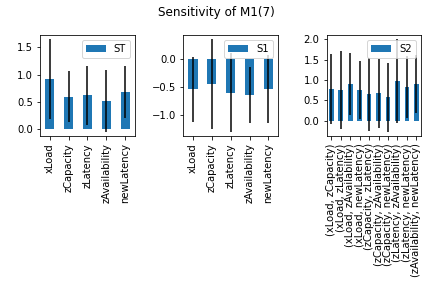 Sensitivity of M1(7)
ST
1.5
1.0
0.5
0.0
xLoad
zCapacity
zLatency
zAvailability
newLatency
S1
0.0
−0.5
−1.0
xLoad
zCapacity
zLatency
zAvailability
newLatency
S2
2.0
1.5
1.0
0.5
0.0
(xLoad, zCapacity)
(xLoad, zLatency)
(xLoad, zAvailability)
(xLoad, newLatency)
(zCapacity, zLatency)
(zCapacity, zAvailability)
(zCapacity, newLatency)
(zLatency, zAvailability)
(zLatency, newLatency)
(zAvailability, newLatency)